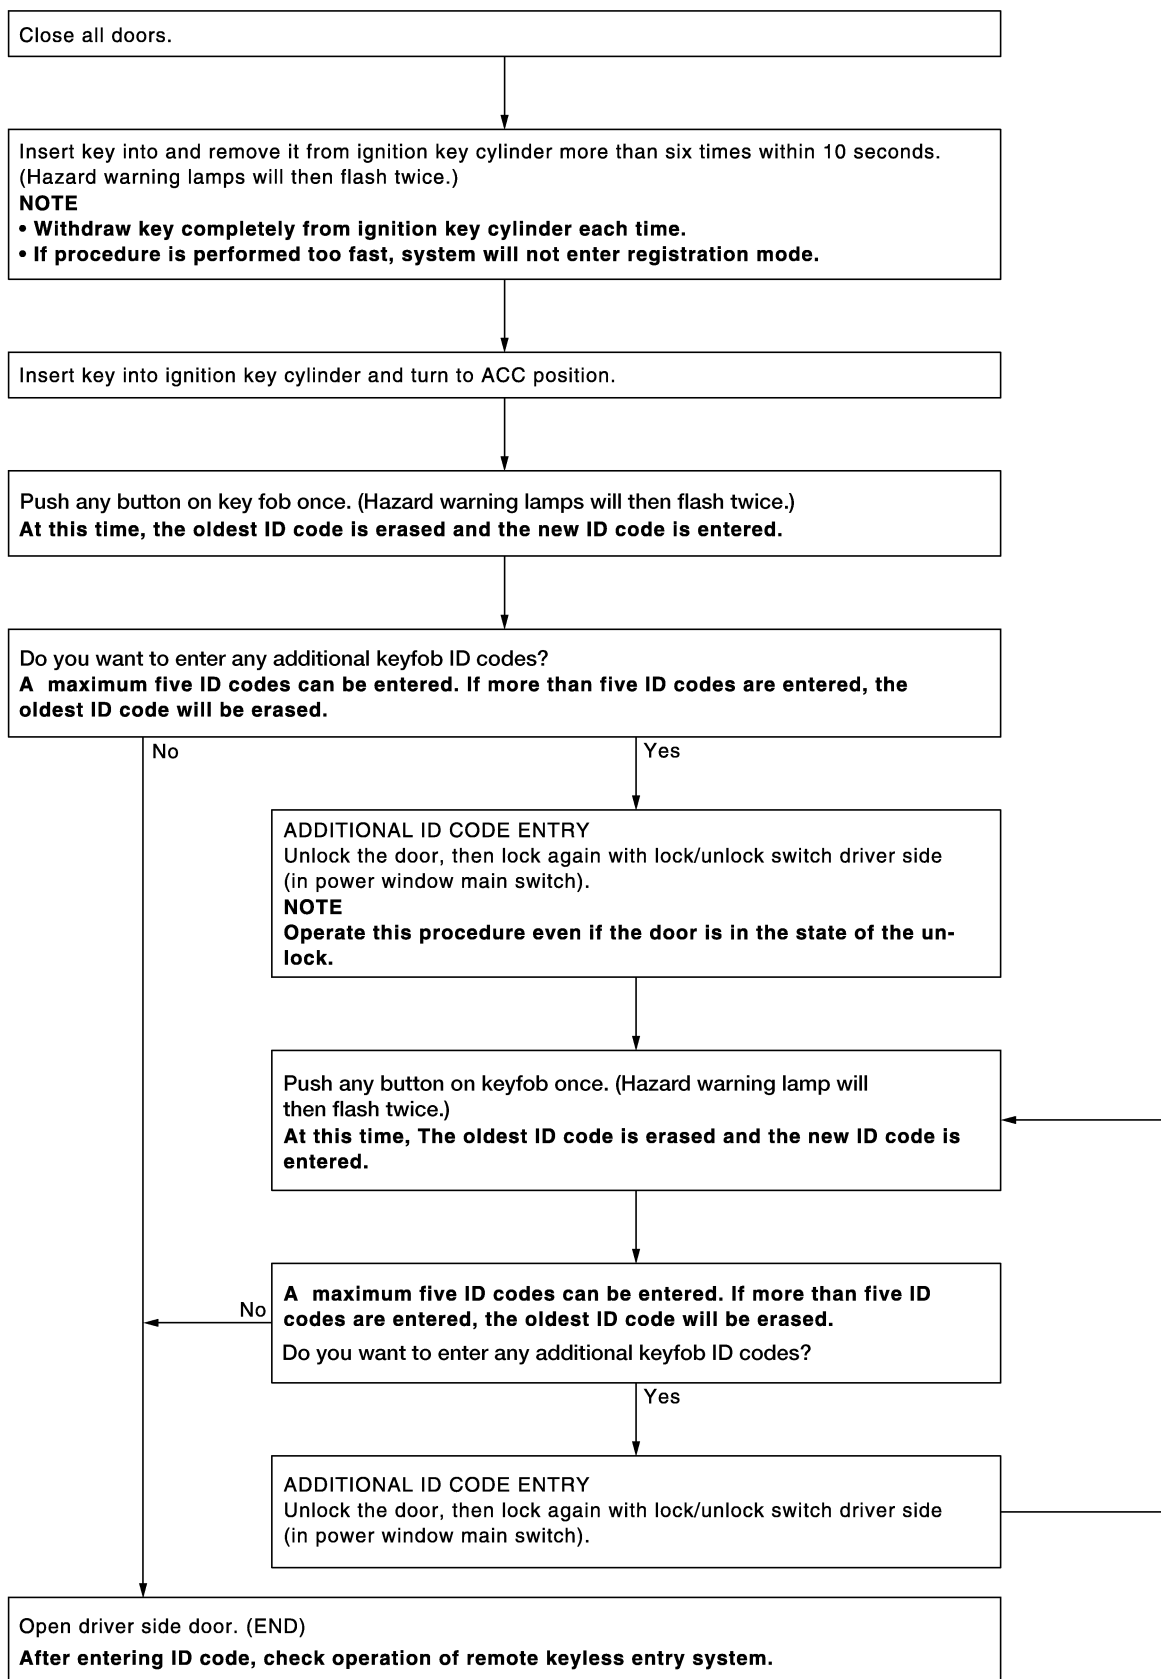 Close all doors.
Insert key into and remove it from ignition key cylinder more than six times within 10 seconds.
(Hazard warning lamps will then flash twice.)
NOTE
• Withdraw key completely from ignition key cylinder each time.
• If procedure is performed too fast, system will not enter registration mode.
Insert key into ignition key cylinder and turn to ACC position.
Push any button on key fob once. (Hazard warning lamps will then flash twice.)
At this time, the oldest ID code is erased and the new ID code is entered.
Do you want to enter any additional keyfob ID codes?
A maximum five ID codes can be entered. If more than five ID codes are entered, the
oldest ID code will be erased.
No
Yes
ADDITIONAL ID CODE ENTRY
Unlock the door, then lock again with lock/unlock switch driver side
(in power window main switch).
NOTE
Operate this procedure even if the door is in the state of the un-
lock.
Push any button on keyfob once. (Hazard warning lamp will
then flash twice.)
At this time, The oldest ID code is erased and the new ID code is
entered.
A maximum five ID codes can be entered. If more than five ID
codes are entered, the oldest ID code will be erased.
Do you want to enter any additional keyfob ID codes?
No
Yes
ADDITIONAL ID CODE ENTRY
Unlock the door, then lock again with lock/unlock switch driver side
(in power window main switch).
Open driver side door. (END)
After entering ID code, check operation of remote keyless entry system.